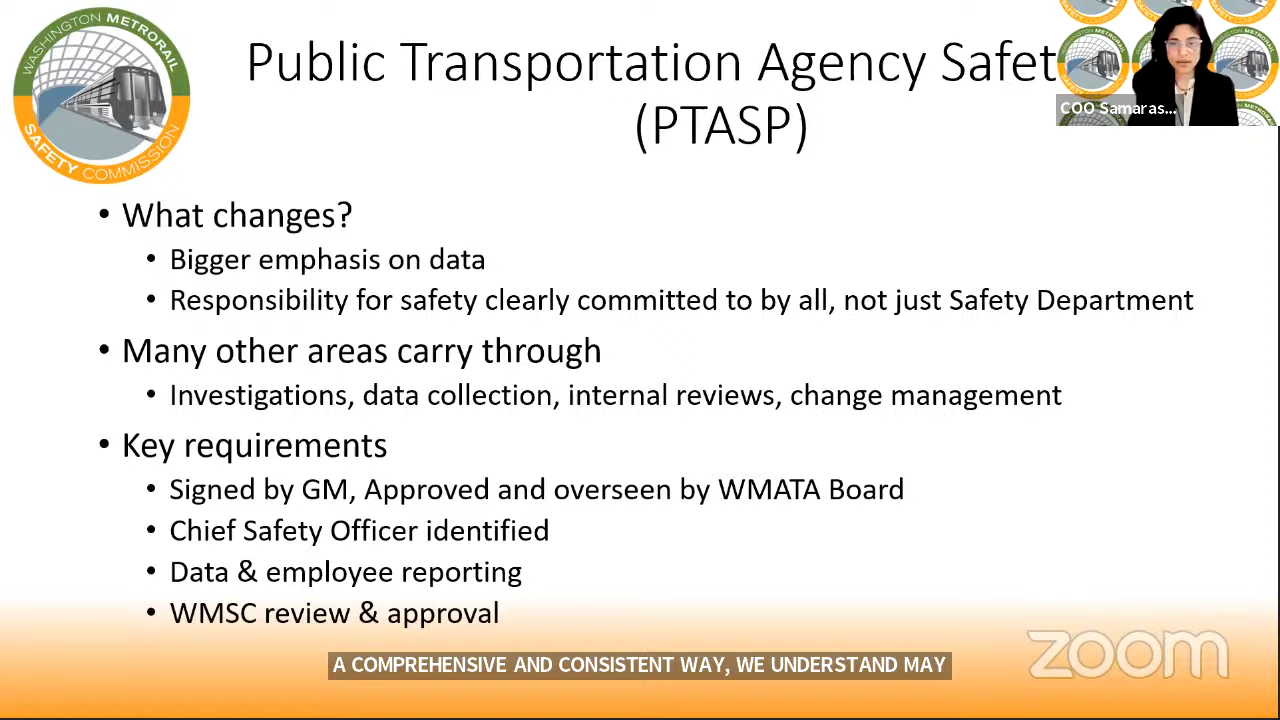 WASHINGTON METRORAIL
SAFETY COMMISSION
Public Transportation Agency Safet
(PTASP)
COO Samaras...
• What changes?
• Bigger emphasis on data
• Responsibility for safety clearly committed to by all, not just Safety Department
• Many other areas carry through
• Investigations, data collection, internal reviews, change management
• Key requirements
• Signed by GM, Approved and overseen by WMATA Board
• Chief Safety Officer identified
• Data & employee reporting
• WMSC review & approval
A COMPREHENSIVE AND CONSISTENT WAY, WE UNDERSTAND MAY
zoom